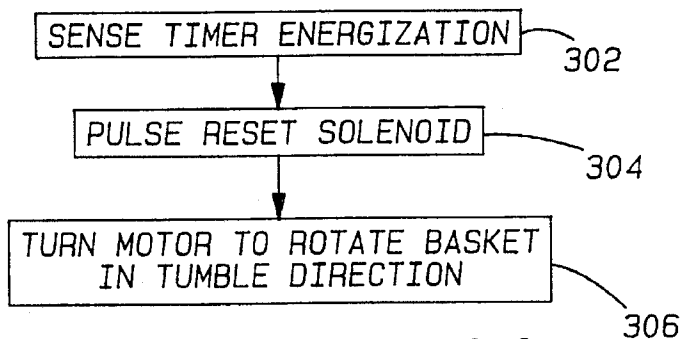 SENSE TIMER ENERGIZATION
302
PULSE RESET SOLENOID
304
TURN MOTOR TO ROTATE BASKET
IN TUMBLE DIRECTION
306